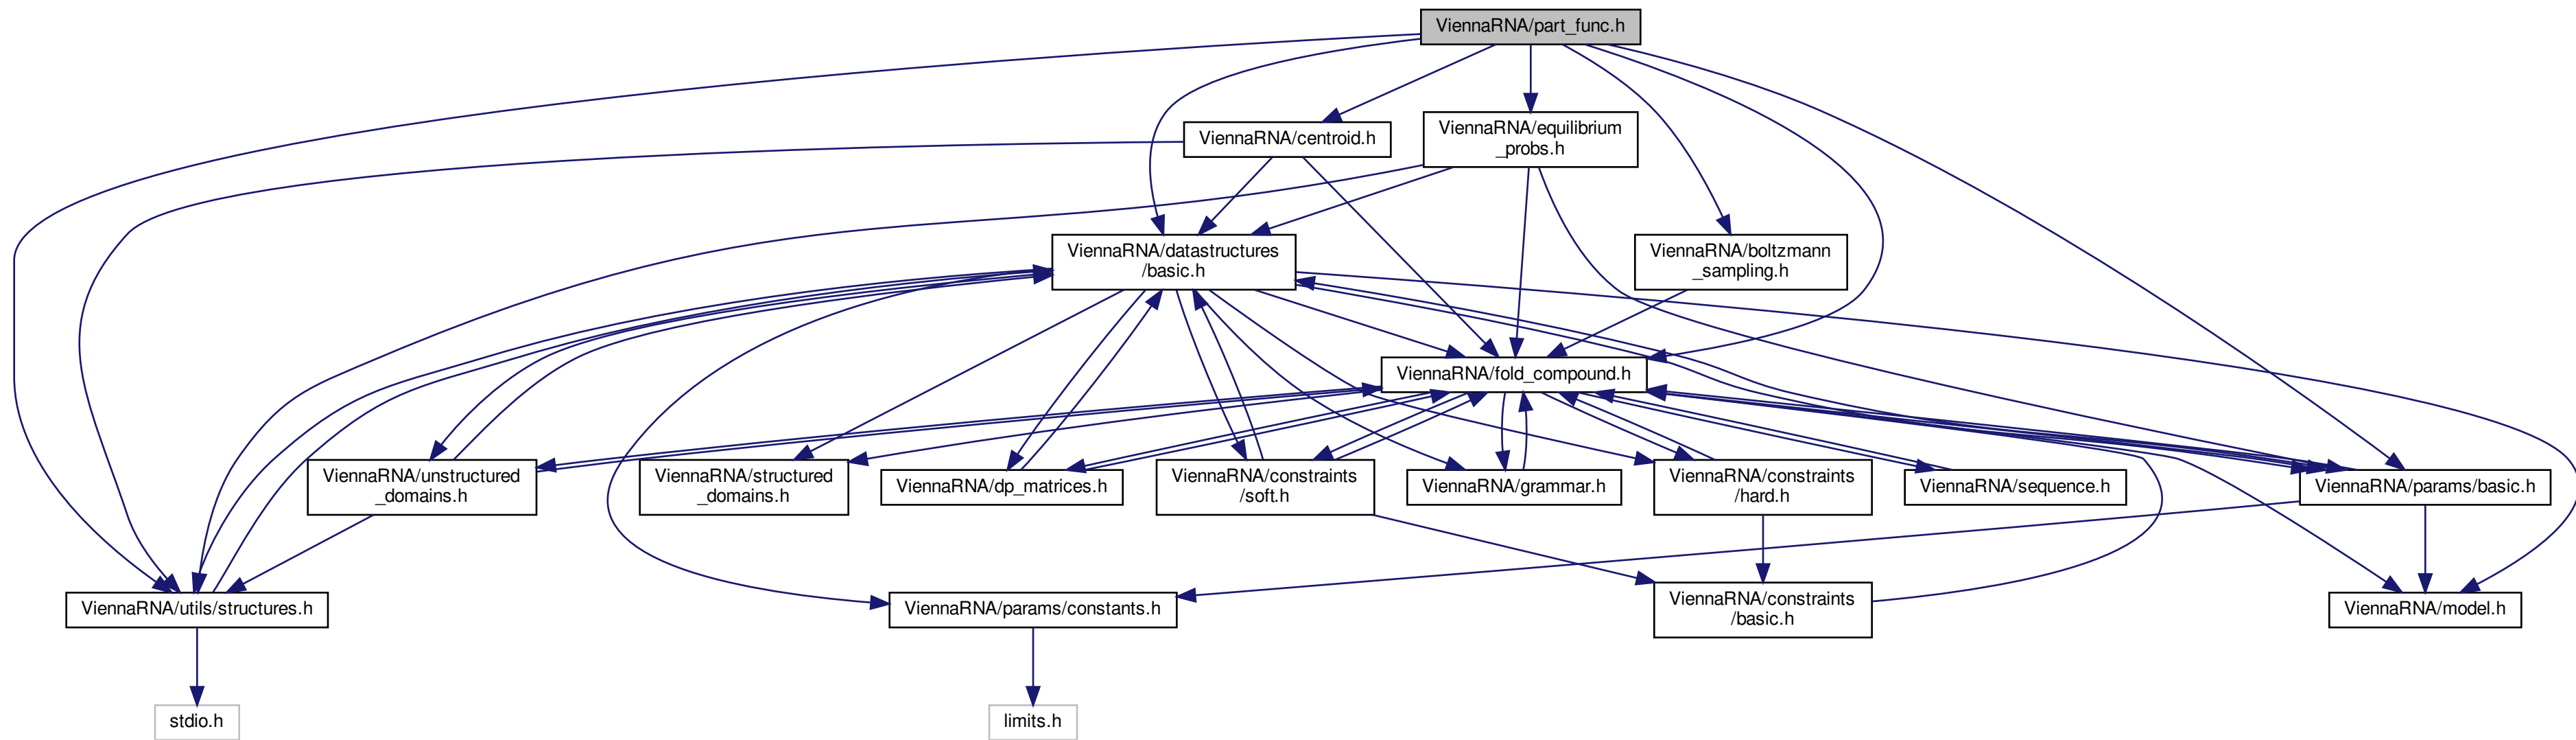 ViennaRNA/part_func.h
ViennaRNA/centroid.h
ViennaRNA/equilibrium
_probs.h
ViennaRNA/datastructures
/basic.h
ViennaRNA/boltzmann
_sampling.h
ViennaRNA/fold_compound.h
ViennaRNA/unstructured
_domains.h
ViennaRNA/structured
_domains.h
ViennaRNA/dp_matrices.h
ViennaRNA/constraints
/soft.h
ViennaRNA/grammar.h
ViennaRNA/constraints
/hard.h
ViennaRNA/sequence.h
ViennaRNA/params/basic.h
ViennaRNA/utils/structures.h
ViennaRNA/params/constants.h
ViennaRNA/constraints
/basic.h
ViennaRNA/model.h
stdio.h
limits.h